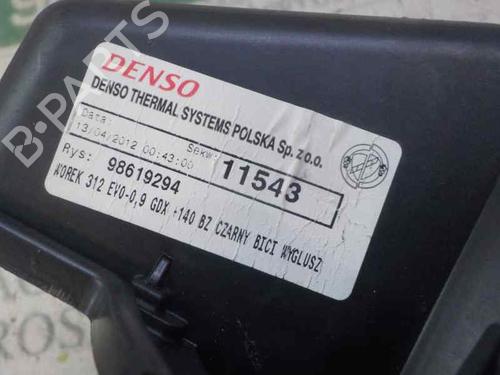 DENSO
DENSO THERMAL SYSTEMS POLSKA Sp. z o.o.
Data:
13/04/2012 00:43:00
Sekw:
11543
Rys:
98619294
WOREK 312 EVO-0,9 GDX +140 BZ CZARNY BICI WYGLUSZ
B-PARTS